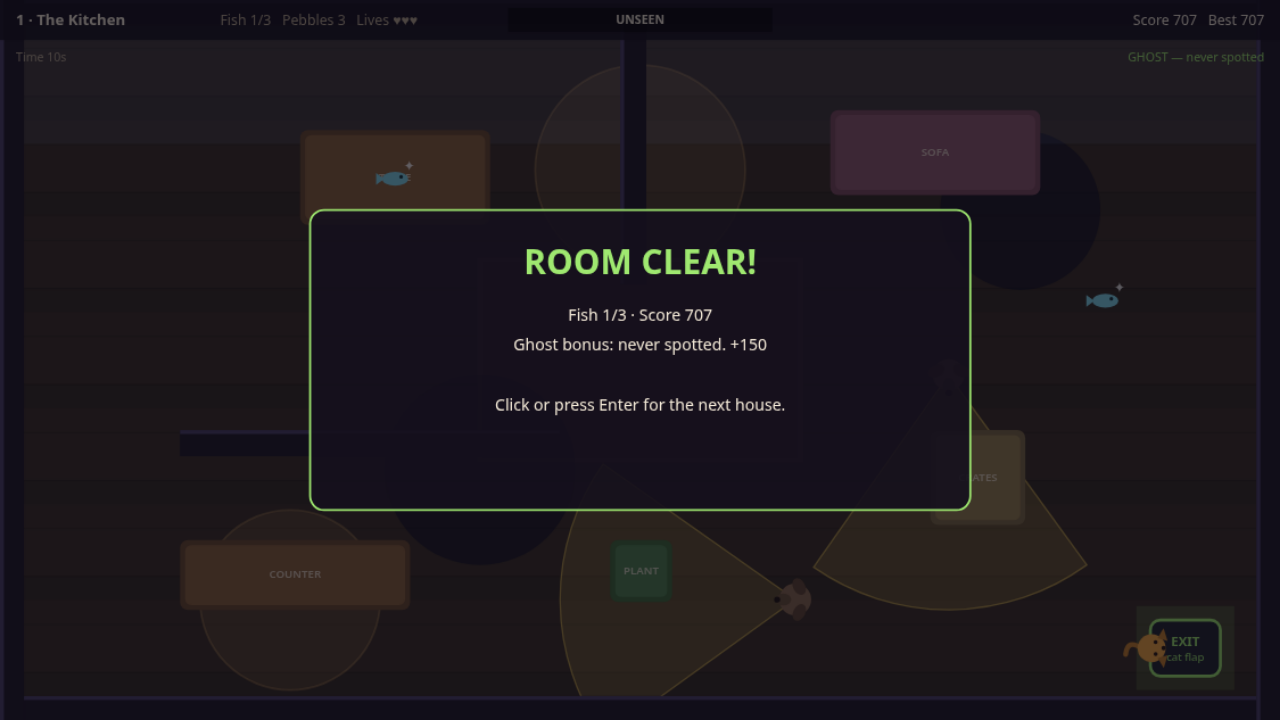 1 · The Kitchen
Fish 1/3 Pebbles 3 Lives ♥♥♥
UNSEEN
Score 707 Best 707
Time 10s
GHOST — never spotted
SOFA
ROOM CLEAR!
Fish 1/3 · Score 707
Ghost bonus: never spotted. +150
Click or press Enter for the next house.
ATES
COUNTER
PLANT
EXIT
cat flap